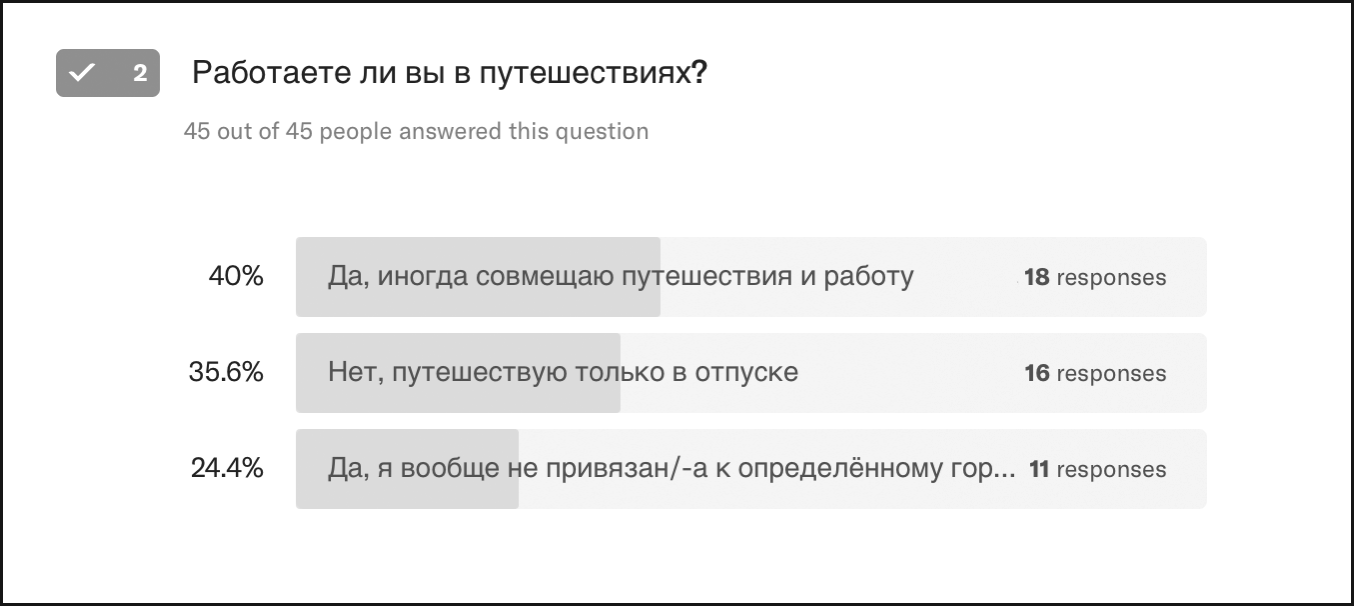 2 Работаете ли вы в путешествиях?
45 out of 45 people answered this question
40% Да, иногда совмещаю путешествия и работу 18 responses
35.6% Нет, путешествую только в отпуске 16 responses
24.4% Да, я вообще не привязан/-а к определённому гор... 11 responses